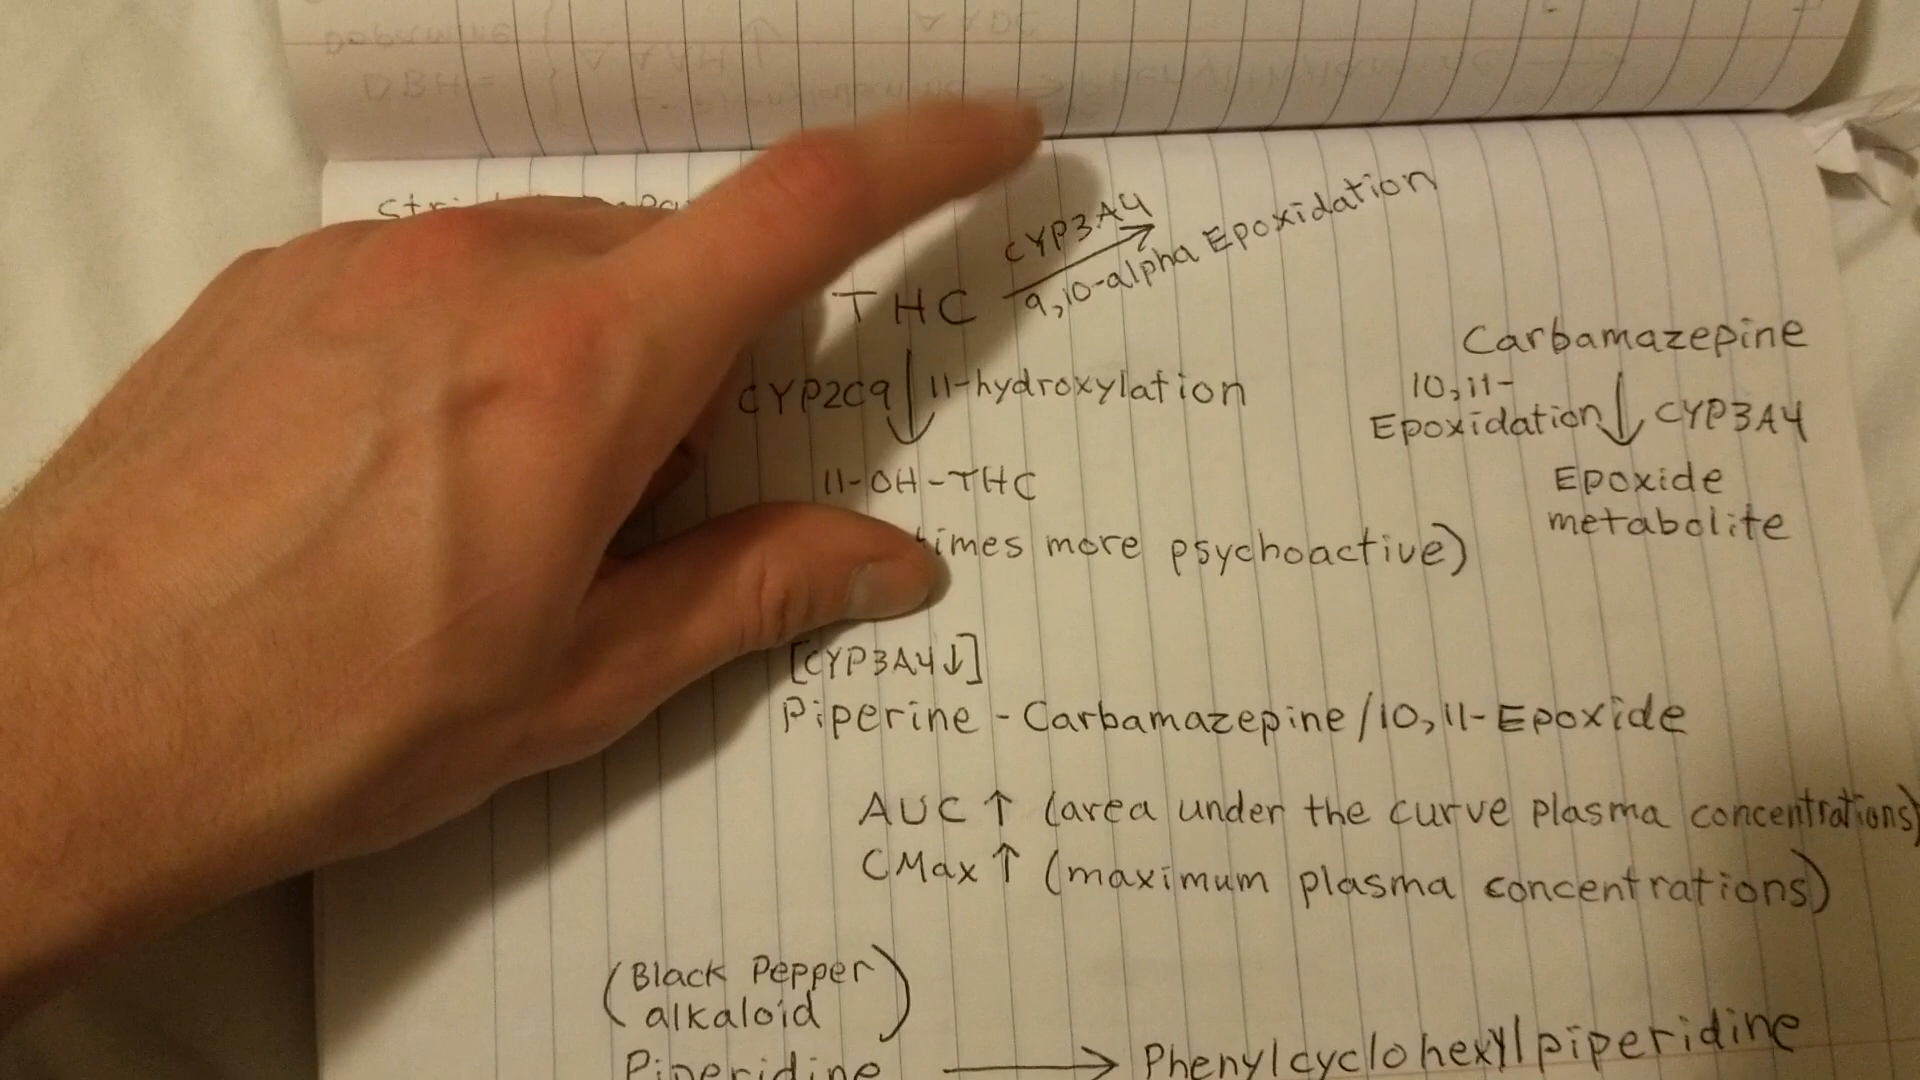 DBH =
CYP3A4
9,10-alpha Epoxidation
THC
CYP2C9 11-hydroxylation
11-OH-THC
times more psychoactive)
Carbamazepine
10,11-
Epoxidation CYP3A4
Epoxide
metabolite
[CYP3A4↓]
Piperine - Carbamazepine/10,11-Epoxide
AUC ↑ (area under the curve plasma concentrations)
CMax ↑ (maximum plasma concentrations)
(Black Pepper
alkaloid)
Piperidine → Phenylcyclohexylpiperidine